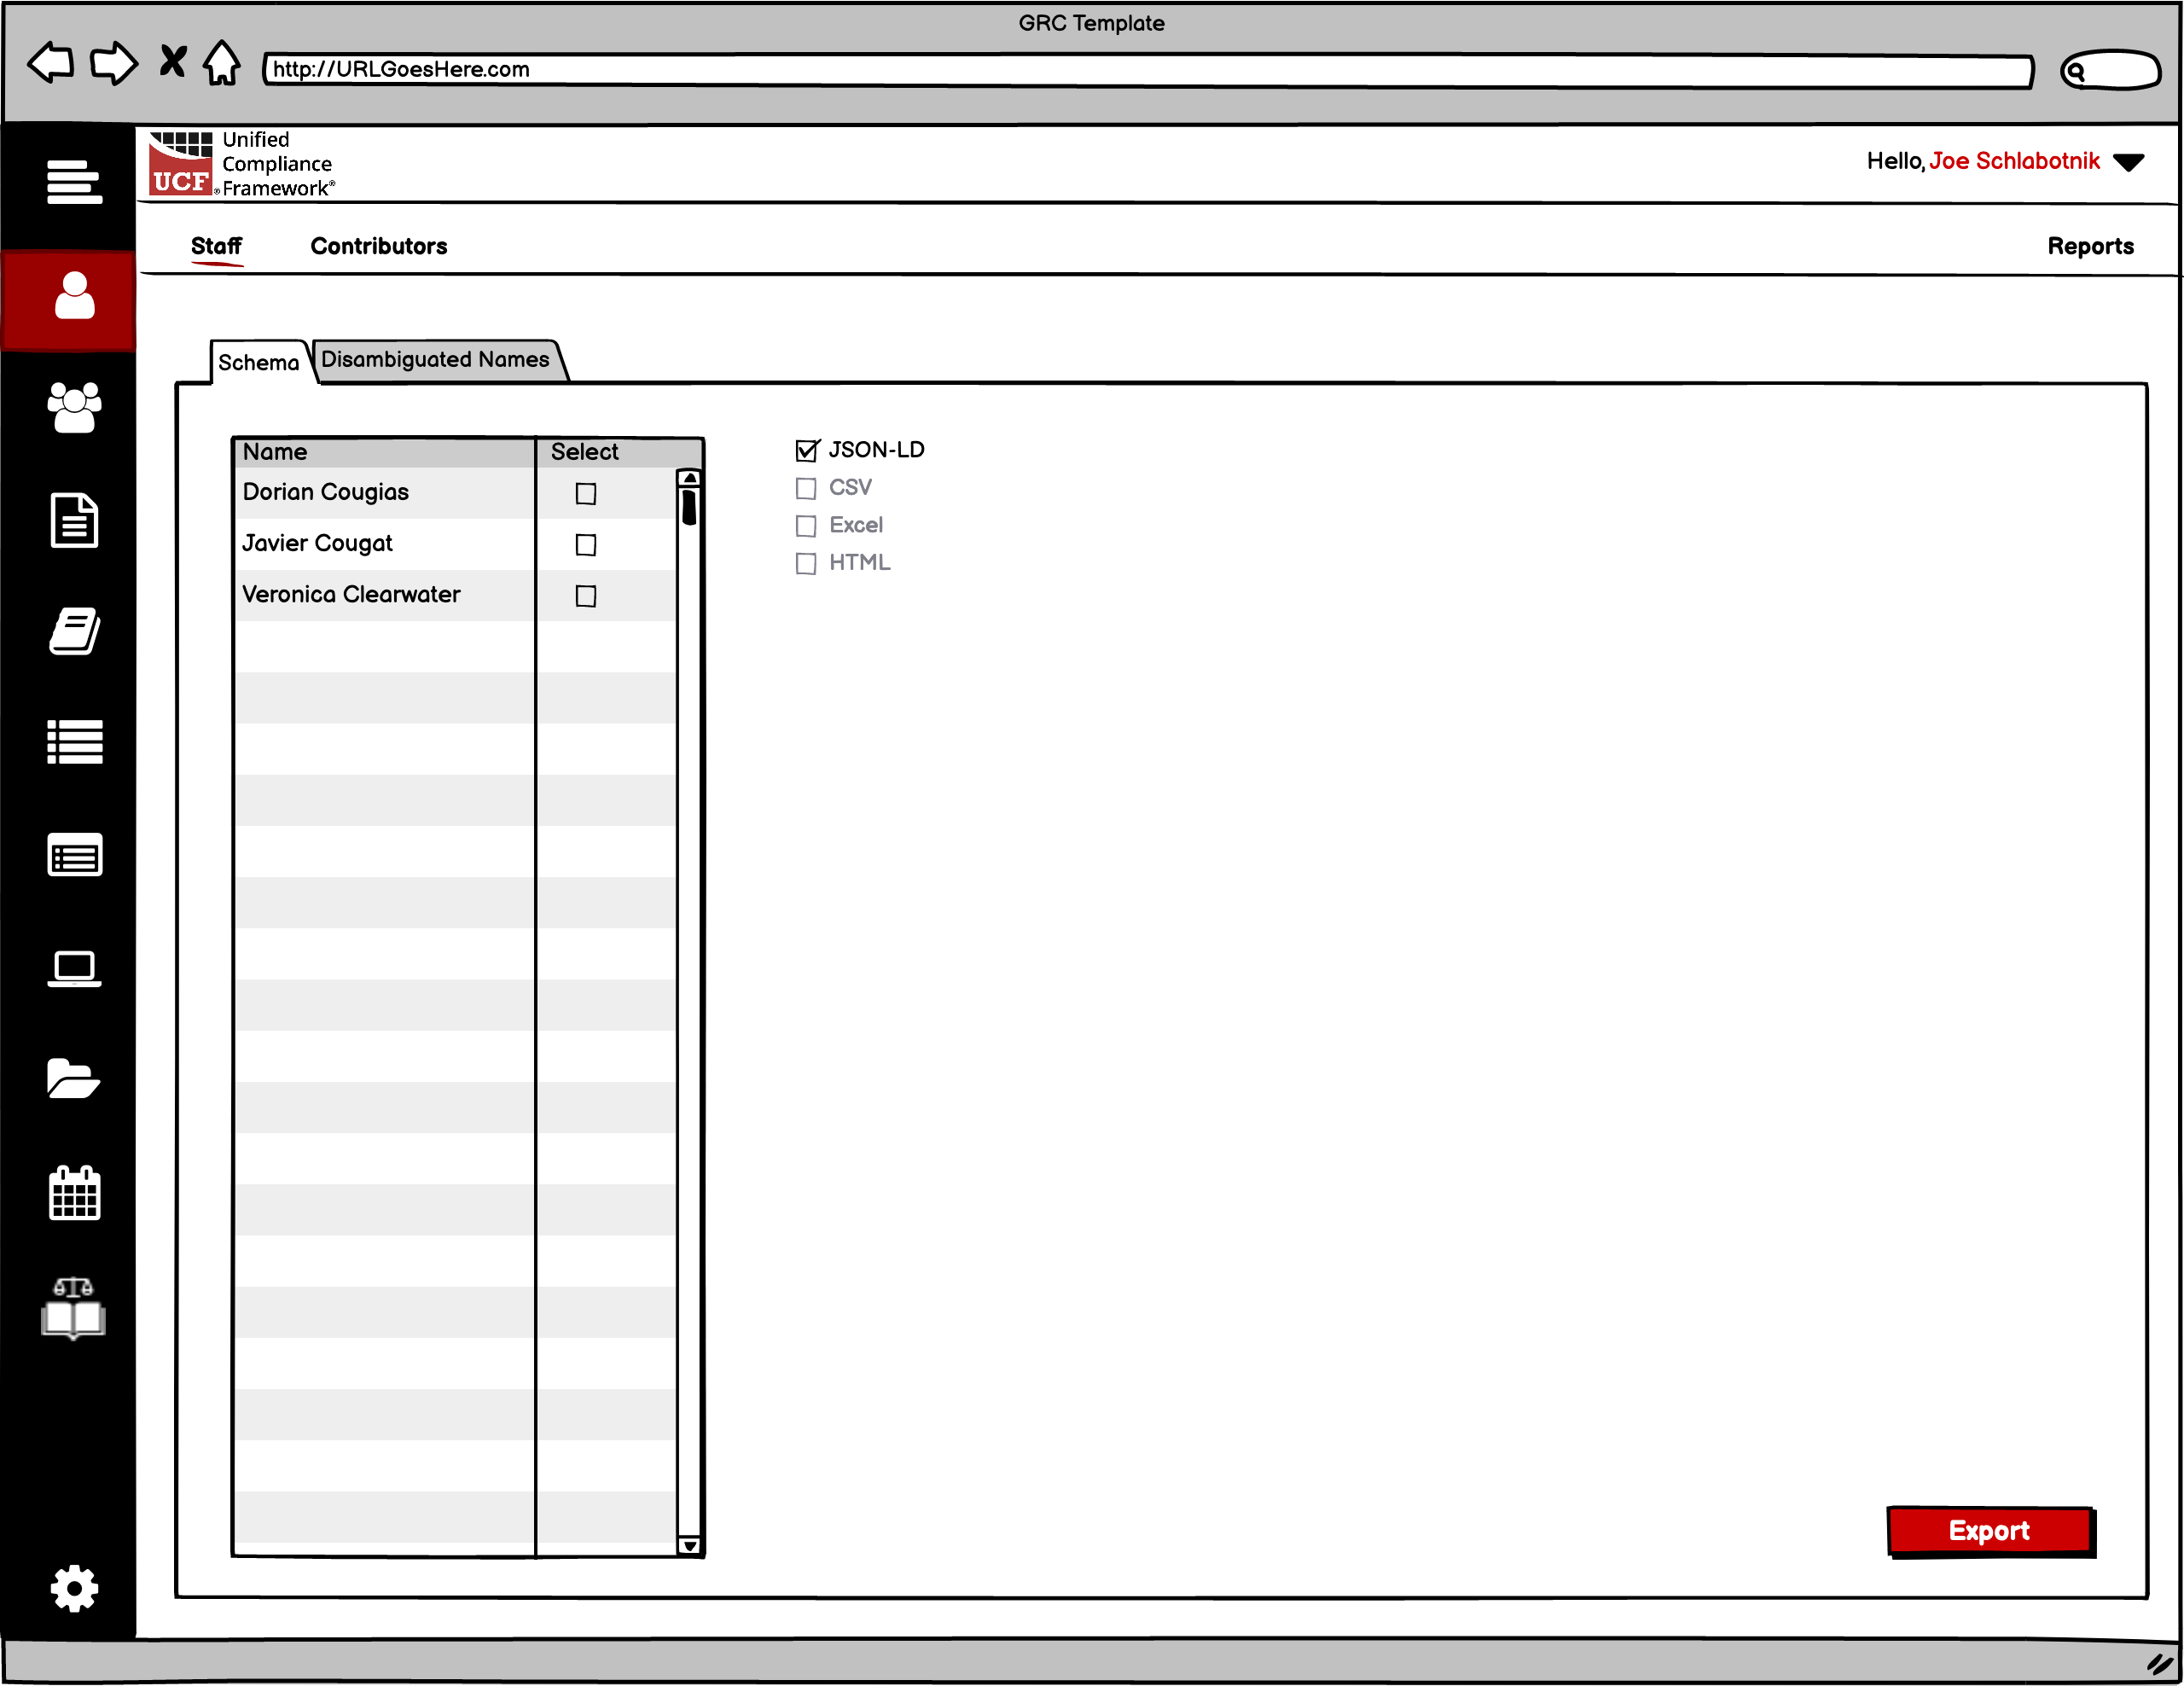 GRC Template
http://URLGoesHere.com
Unified
Compliance
UCF® Framework®
Hello, Joe Schlabotnik
Staff Contributors Reports
Schema Disambiguated Names
Name Select
Dorian Cougias
Javier Cougat
Veronica Clearwater
JSON-LD
CSV
Excel
HTML
Export